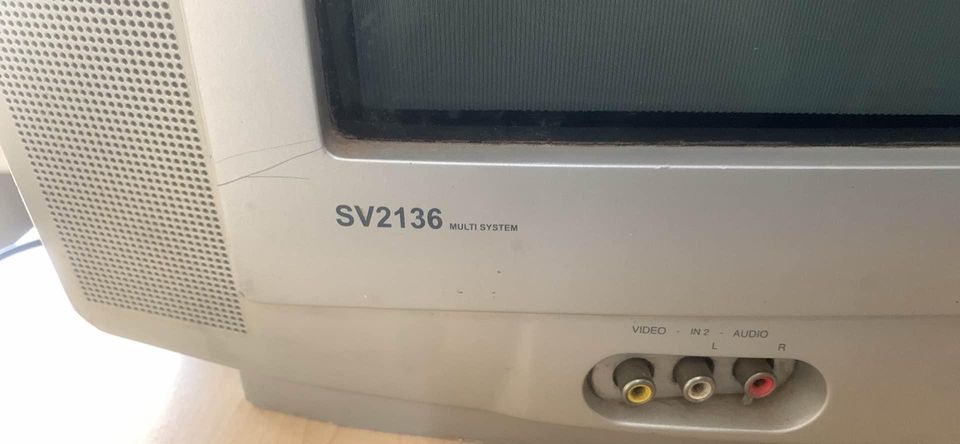 SV2136 MULTI SYSTEM
VIDEO - IN 2 - AUDIO
L R